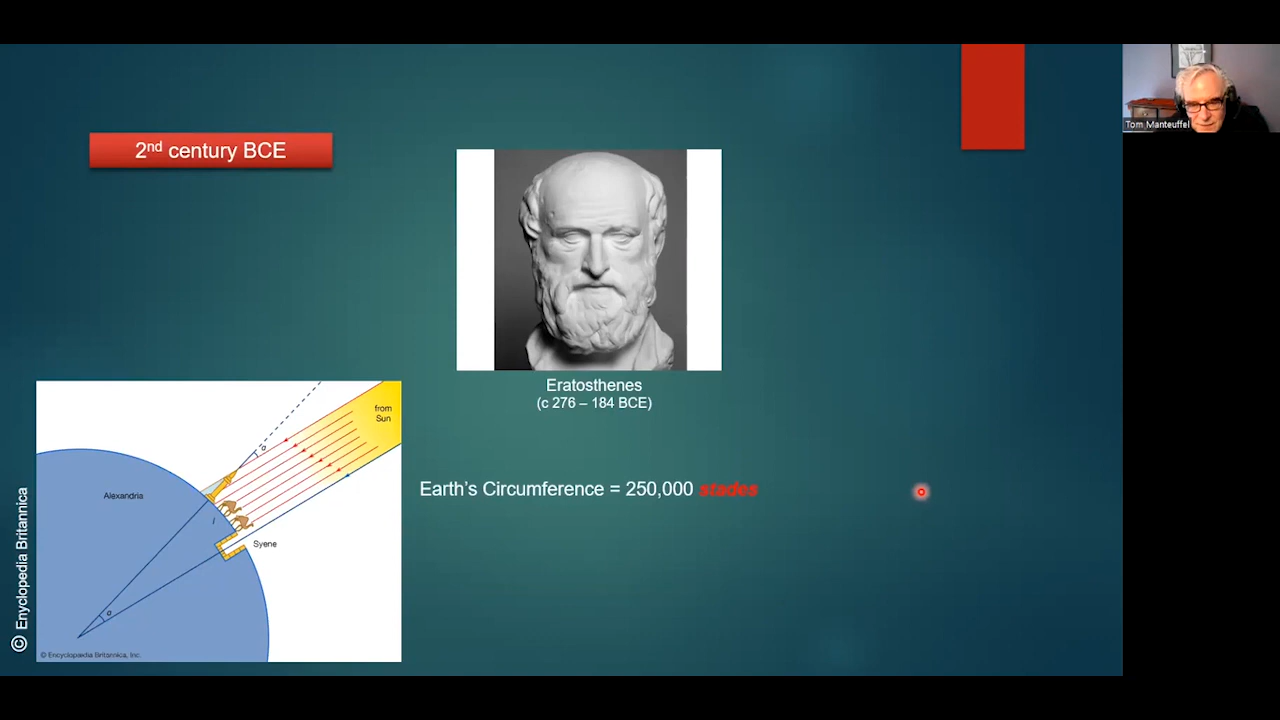 2nd century BCE
Tom Manteuffel
Eratosthenes
(c 276 – 184 BCE)
from
Sun
α
Alexandria
l
Syene
α
Earth's Circumference = 250,000 stades
© Enyclopedia Britannica
© Encyclopædia Britannica, Inc.